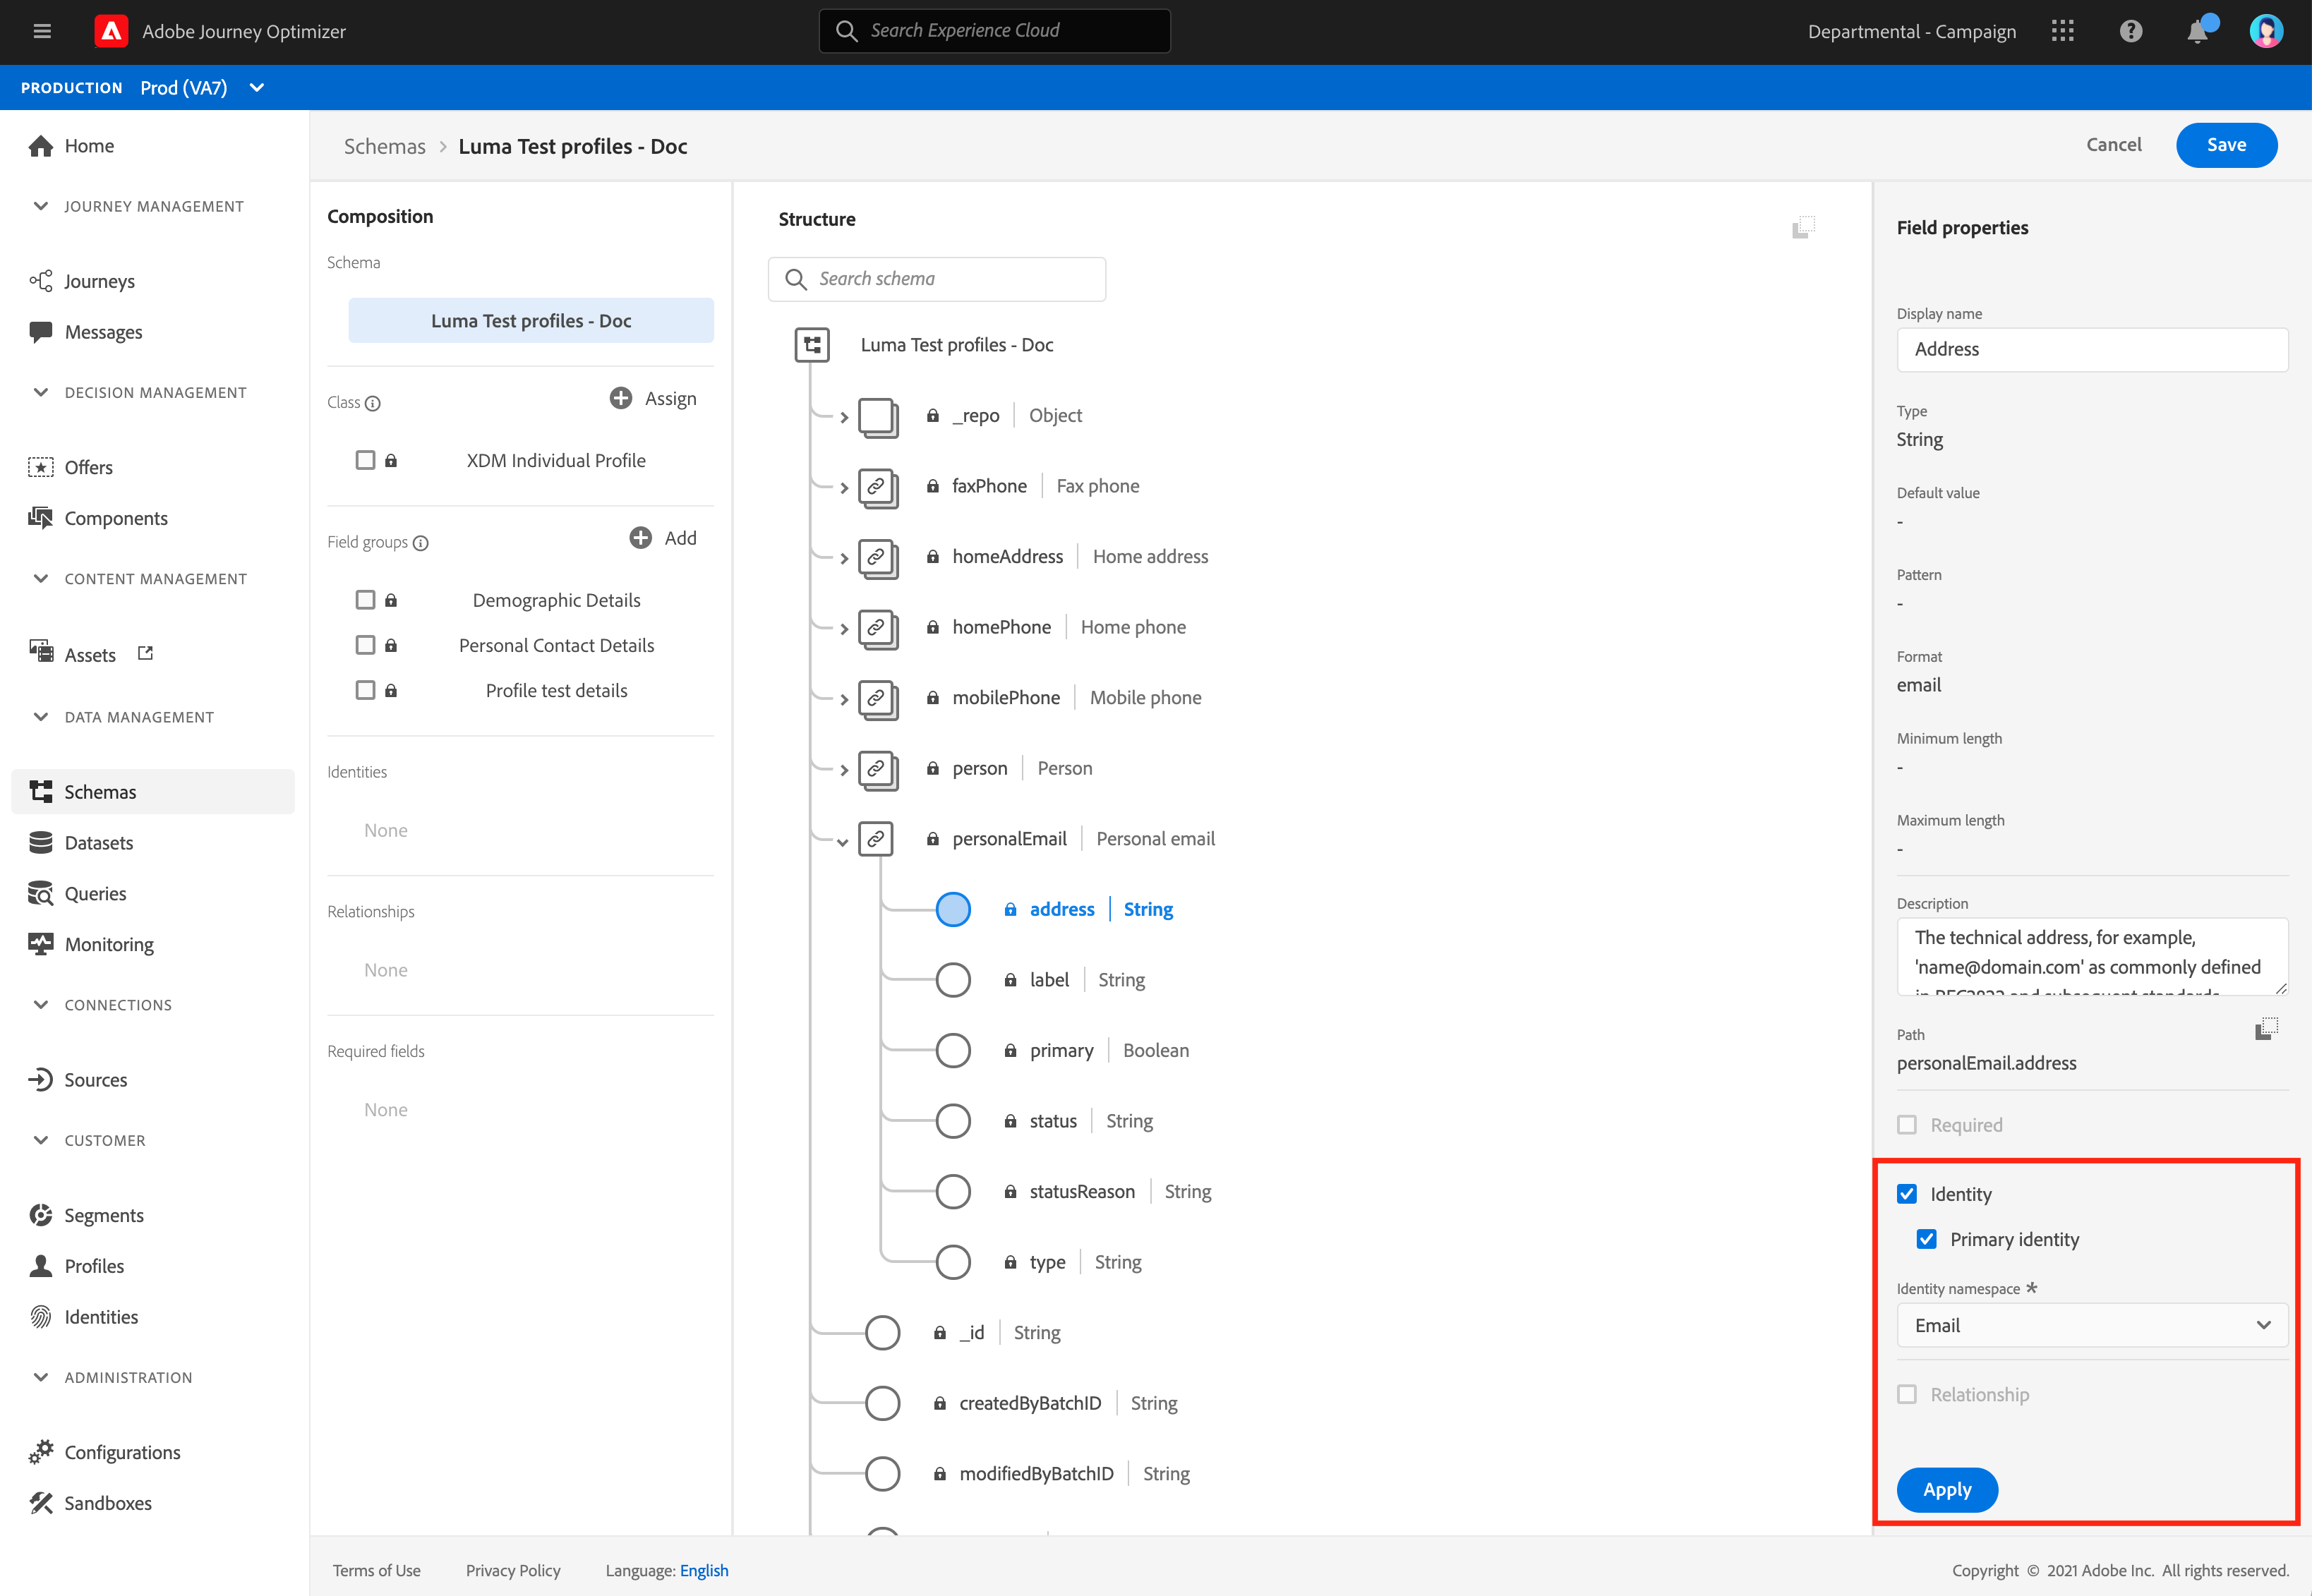 Adobe Journey Optimizer
Search Experience Cloud
Departmental - Campaign
PRODUCTION Prod (VA7)
Home
JOURNEY MANAGEMENT
Journeys
Messages
DECISION MANAGEMENT
Offers
Components
CONTENT MANAGEMENT
Assets
DATA MANAGEMENT
Schemas
Datasets
Queries
Monitoring
CONNECTIONS
Sources
CUSTOMER
Segments
Profiles
Identities
ADMINISTRATION
Configurations
Sandboxes
Schemas > Luma Test profiles - Doc
Cancel
Save
Composition
Schema
Luma Test profiles - Doc
Class
Assign
XDM Individual Profile
Field groups
Add
Demographic Details
Personal Contact Details
Profile test details
Identities
None
Relationships
None
Required fields
None
Structure
Search schema
Luma Test profiles - Doc
_repo | Object
faxPhone | Fax phone
homeAddress | Home address
homePhone | Home phone
mobilePhone | Mobile phone
person | Person
personalEmail | Personal email
address | String
label | String
primary | Boolean
status | String
statusReason | String
type | String
_id | String
createdByBatchID | String
modifiedByBatchID | String
Field properties
Display name
Address
Type
String
Default value
-
Pattern
-
Format
email
Minimum length
-
Maximum length
-
Description
The technical address, for example,
'name@domain.com' as commonly defined
in RFC2822 and subsequent standards.
Path
personalEmail.address
Required
Identity
Primary identity
Identity namespace *
Email
Relationship
Apply
Terms of Use
Privacy Policy
Language: English
Copyright © 2021 Adobe Inc. All rights reserved.